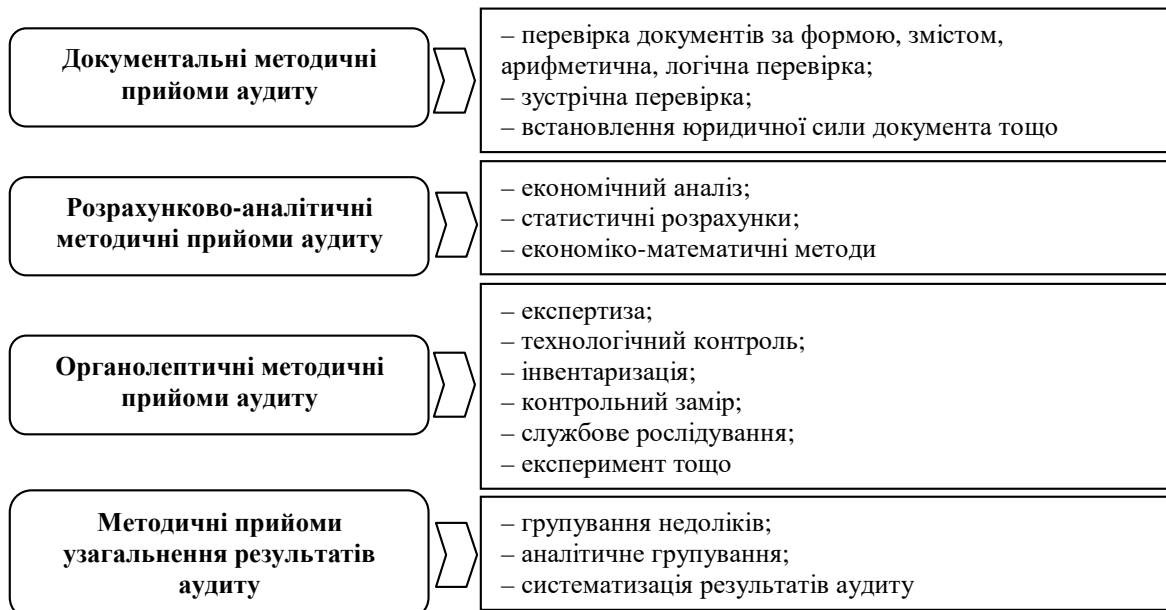 Документальні методичні
прийоми аудиту
– перевірка документів за формою, змістом,
арифметична, логічна перевірка;
– зустрічна перевірка;
– встановлення юридичної сили документа тощо
Розрахунково-аналітичні
методичні прийоми аудиту
– економічний аналіз;
– статистичні розрахунки;
– економіко-математичні методи
Органолептичні методичні
прийоми аудиту
– експертиза;
– технологічний контроль;
– інвентаризація;
– контрольний замір;
– службове рослідування;
– експеримент тощо
Методичні прийоми
узагальнення результатів
аудиту
– групування недоліків;
– аналітичне групування;
– систематизація результатів аудиту